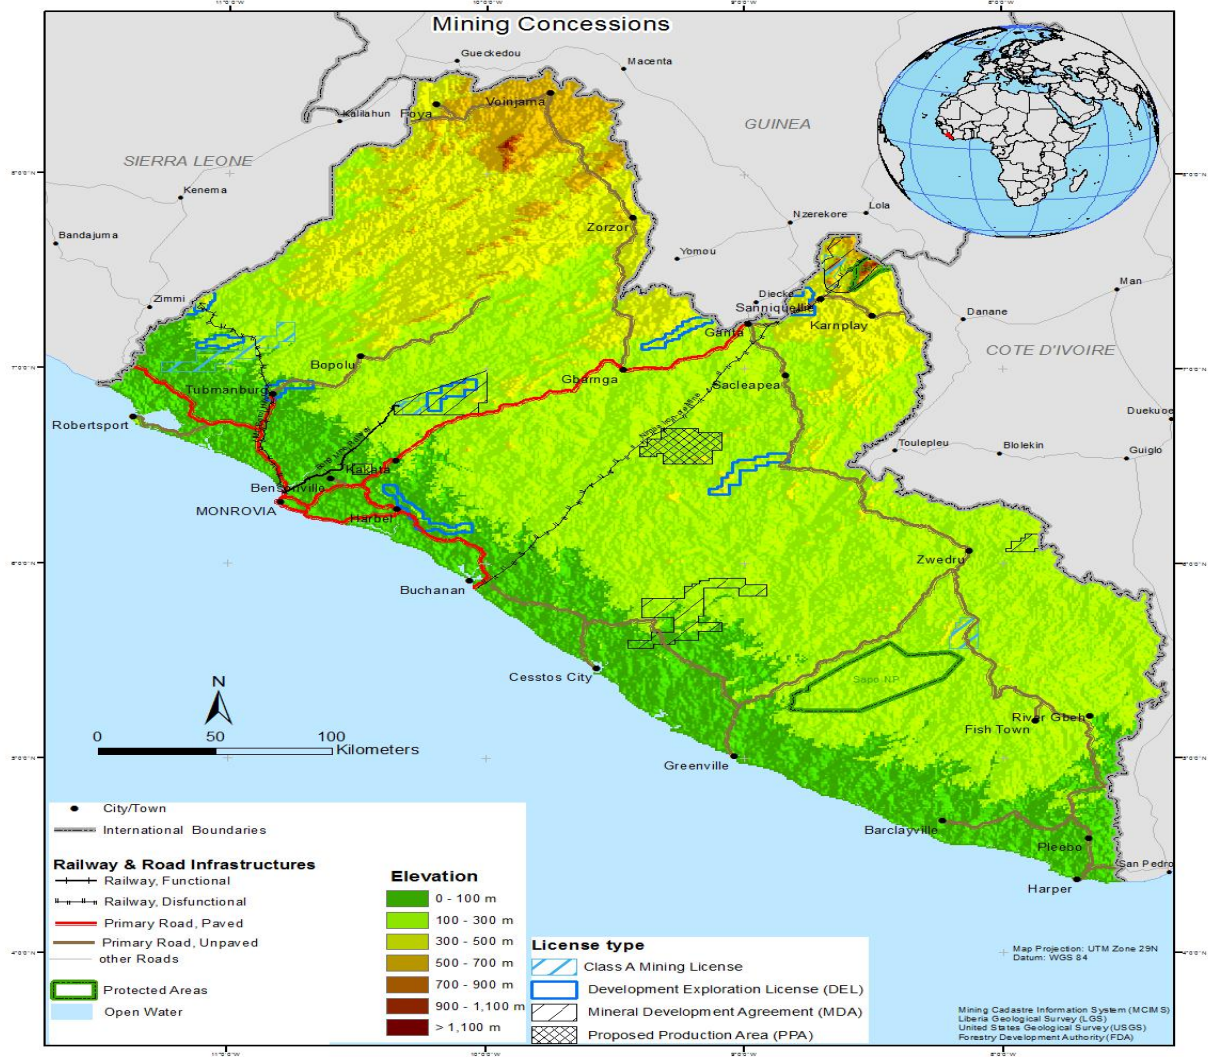 Mining Concessions
Gueckedou
Macenta
Kailahun
Foya
Voinjama
GUINEA
SIERRA LEONE
Kenema
Lola
Nzerekore
Bandajuma
Zorzor
Yomou
Zimmi
Diecke
Man
Sanniquellie
Danane
Ganta
Karnplay
COTE D'IVOIRE
Bopolu
Gbarnga
Sacleapea
Tubmanburg
Duekuoe
Robertsport
Toulepleu
Blolekin
Guiglo
Kakata
Bensonville
MONROVIA
Harbel
Zwedru
Buchanan
Cesstos City
Sapo NP
River Gbeh
Fish Town
Greenville
Barclayville
Pleebo
San Pedro
Harper
N
0 50 100
Kilometers
City/Town
International Boundaries
Railway & Road Infrastructures
Railway, Functional
Railway, Disfunctional
Primary Road, Paved
Primary Road, Unpaved
other Roads
Protected Areas
Open Water
Elevation
0 - 100 m
100 - 300 m
300 - 500 m
500 - 700 m
700 - 900 m
900 - 1,100 m
> 1,100 m
License type
Class A Mining License
Development Exploration License (DEL)
Mineral Development Agreement (MDA)
Proposed Production Area (PPA)
Map Projection: UTM Zone 29N
Datum: WGS 84
Mining Cadastre Information System (MCIMS)
Liberia Geological Survey (LGS)
United States Geological Survey (USGS)
Forestry Development Authority (FDA)